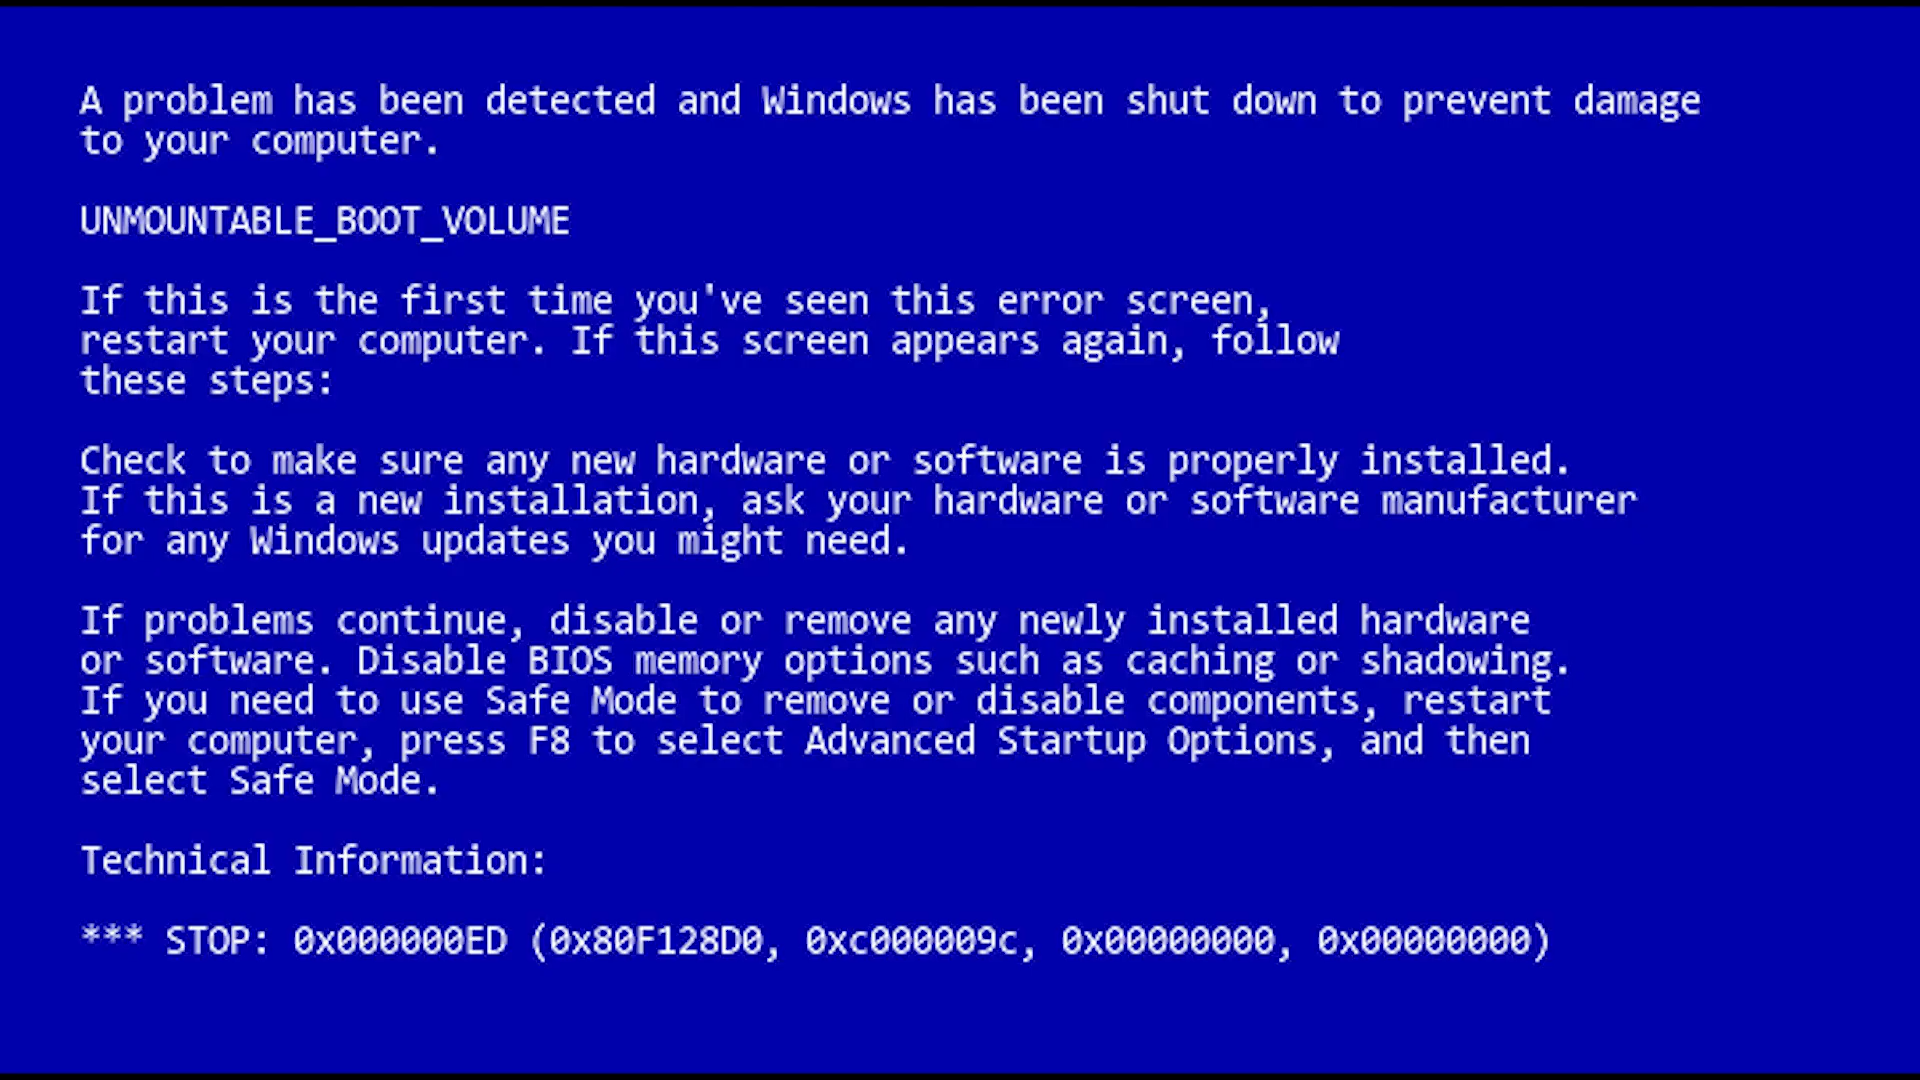 A problem has been detected and Windows has been shut down to prevent damage
to your computer.
UNMOUNTABLE_BOOT_VOLUME
If this is the first time you've seen this error screen,
restart your computer. If this screen appears again, follow
these steps:
Check to make sure any new hardware or software is properly installed.
If this is a new installation, ask your hardware or software manufacturer
for any Windows updates you might need.
If problems continue, disable or remove any newly installed hardware
or software. Disable BIOS memory options such as caching or shadowing.
If you need to use Safe Mode to remove or disable components, restart
your computer, press F8 to select Advanced Startup Options, and then
select Safe Mode.
Technical Information:
*** STOP: 0x000000ED (0x80F128D0, 0xc000009c, 0x00000000, 0x00000000)